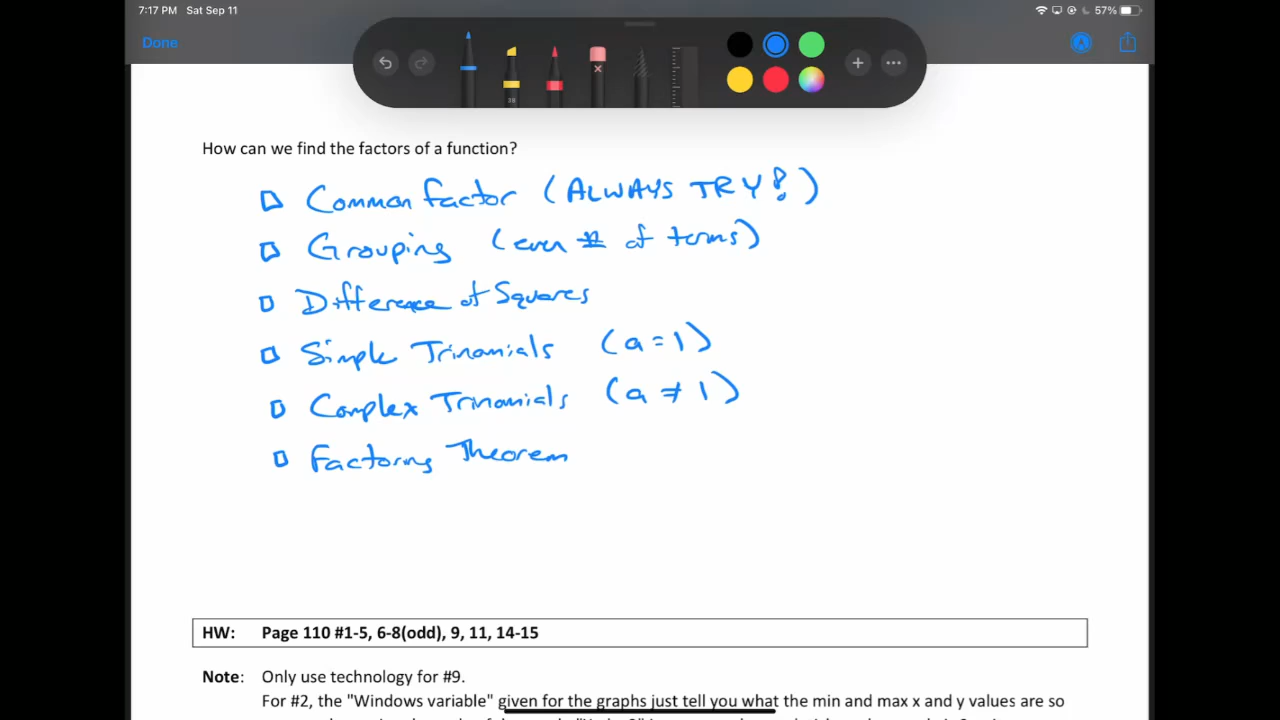 7:17 PM Sat Sep 11
57%
Done
How can we find the factors of a function?
Common factor (ALWAYS TRY!)
Grouping (even # of terms)
Difference of Squares
Simple Trinomials (a = 1)
Complex Trinomials (a ≠ 1)
Factoring Theorem
HW: Page 110 #1-5, 6-8(odd), 9, 11, 14-15
Note: Only use technology for #9.
For #2, the "Windows variable" given for the graphs just tell you what the min and max x and y values are so